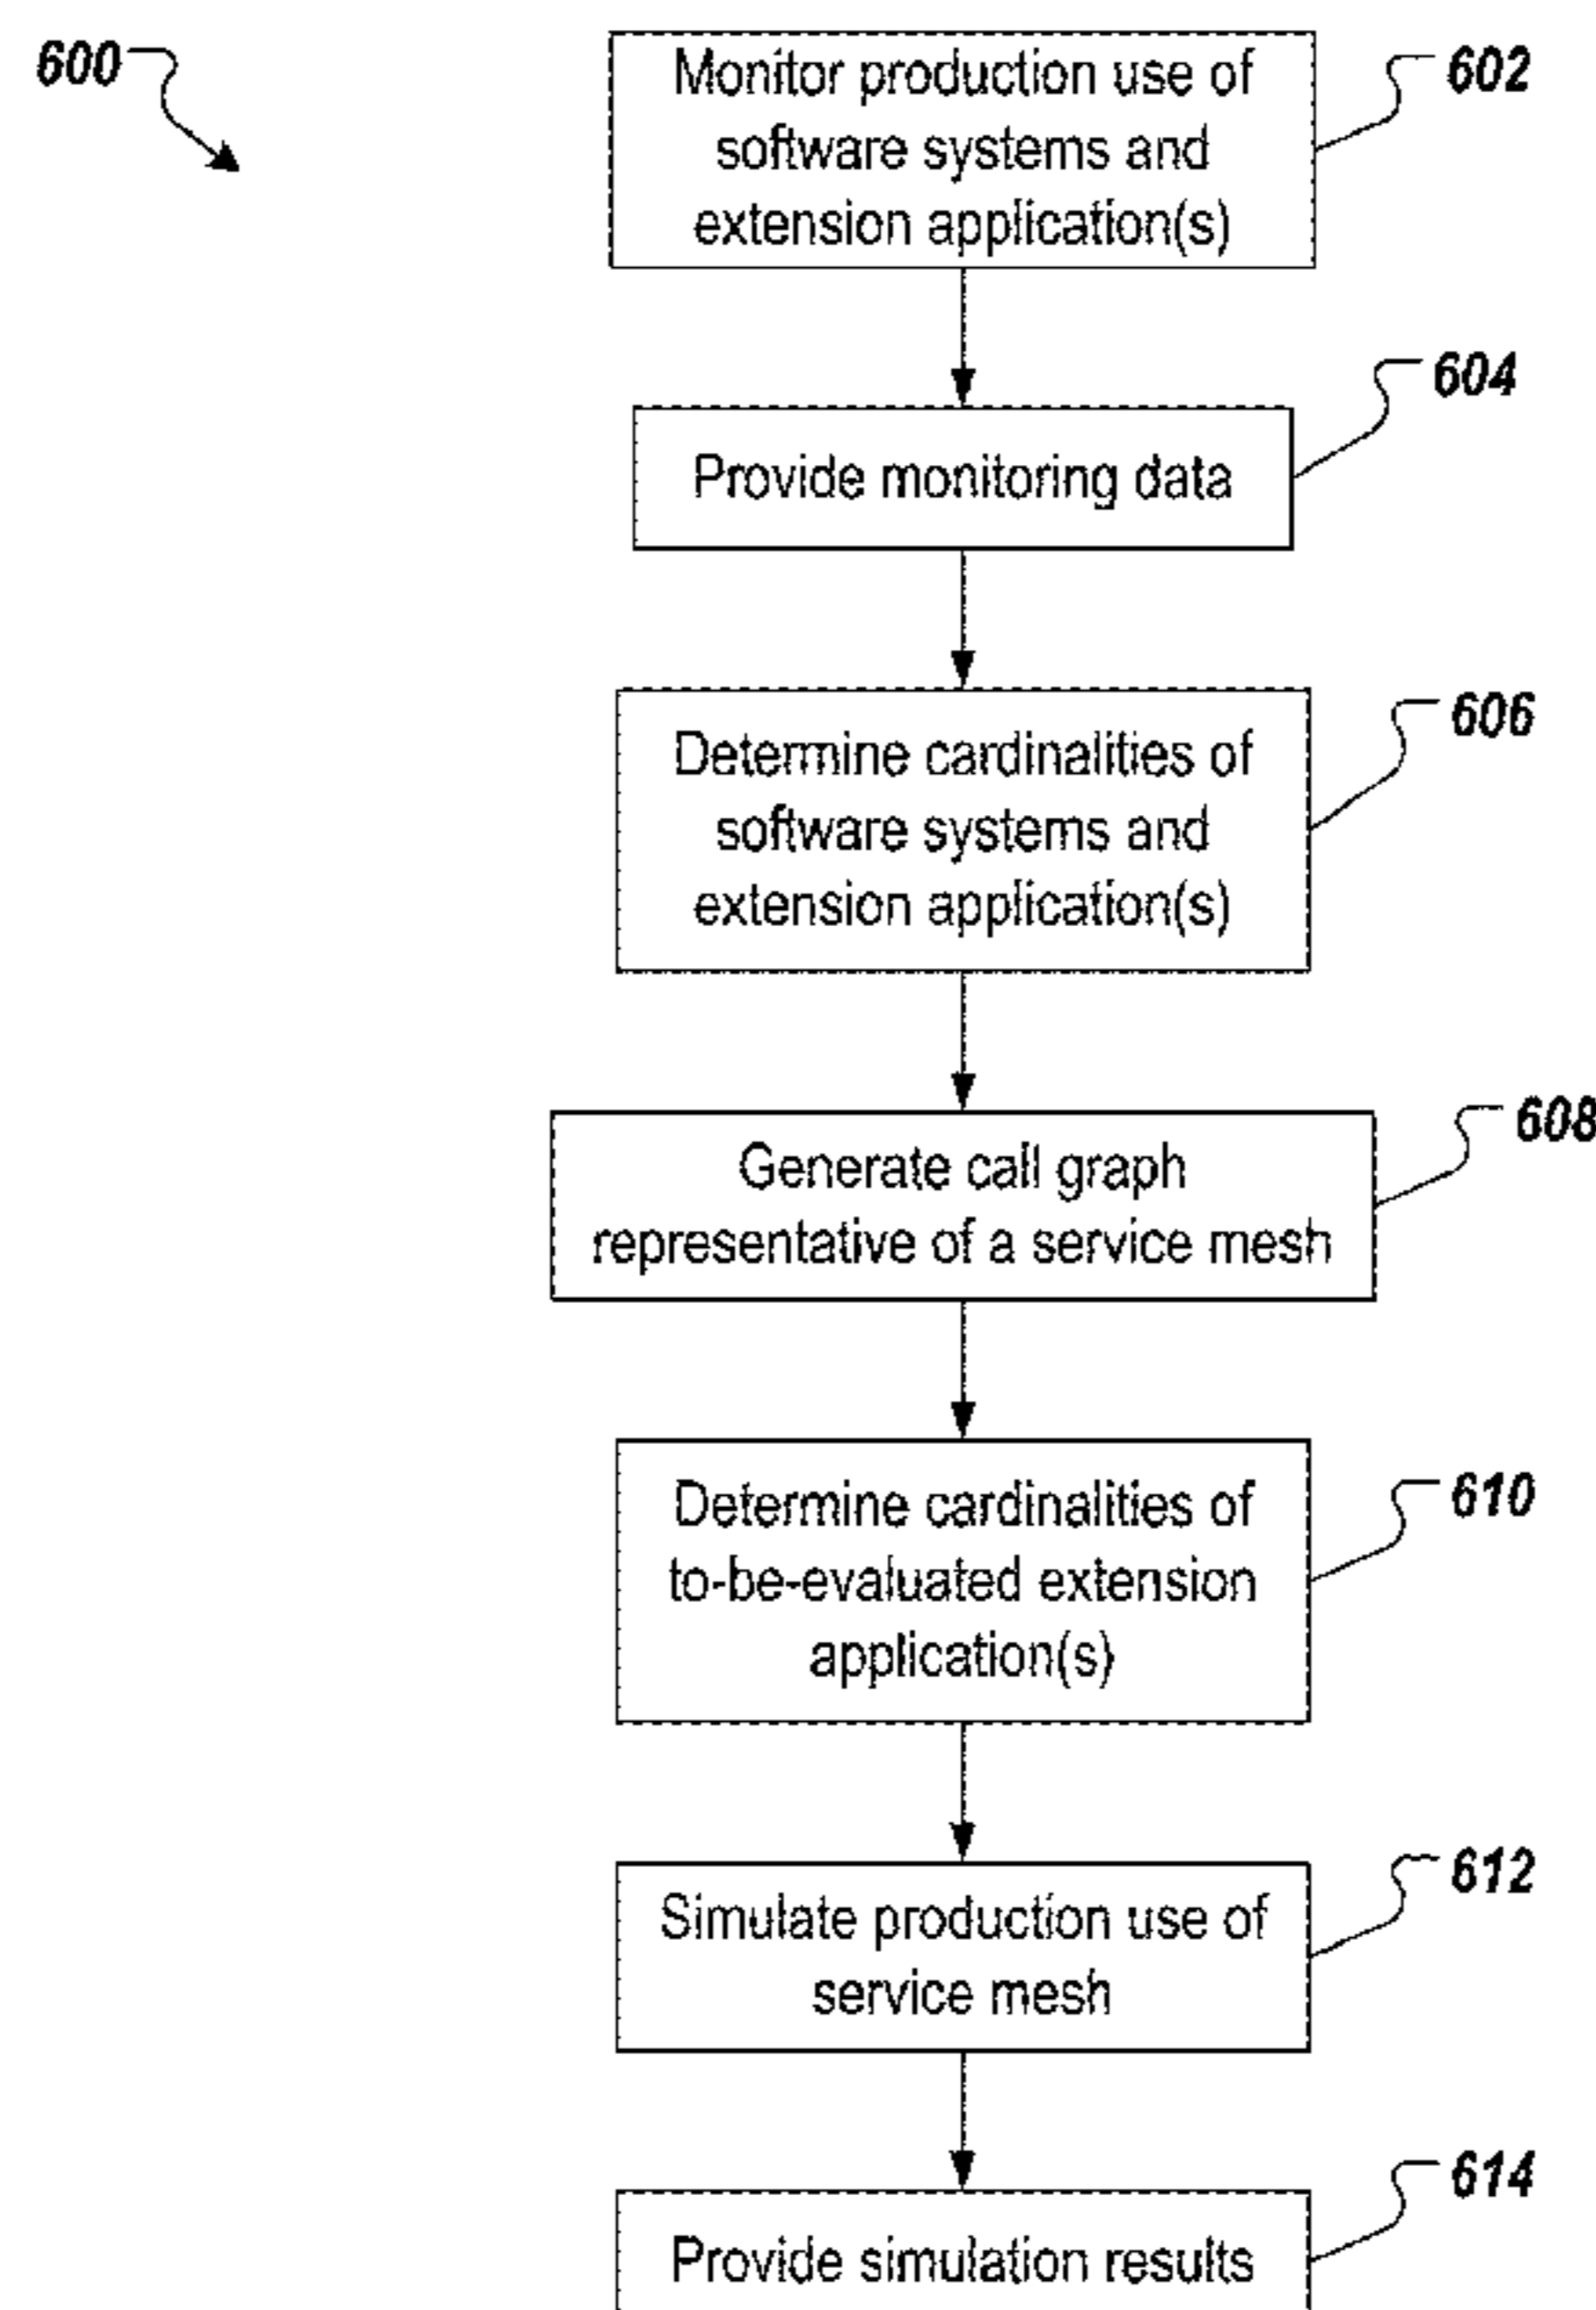 600
Monitor production use of
software systems and
extension application(s)
602
Provide monitoring data
604
Determine cardinalities of
software systems and
extension application(s)
606
Generate call graph
representative of a service mesh
608
Determine cardinalities of
to-be-evaluated extension
application(s)
610
Simulate production use of
service mesh
612
Provide simulation results
614